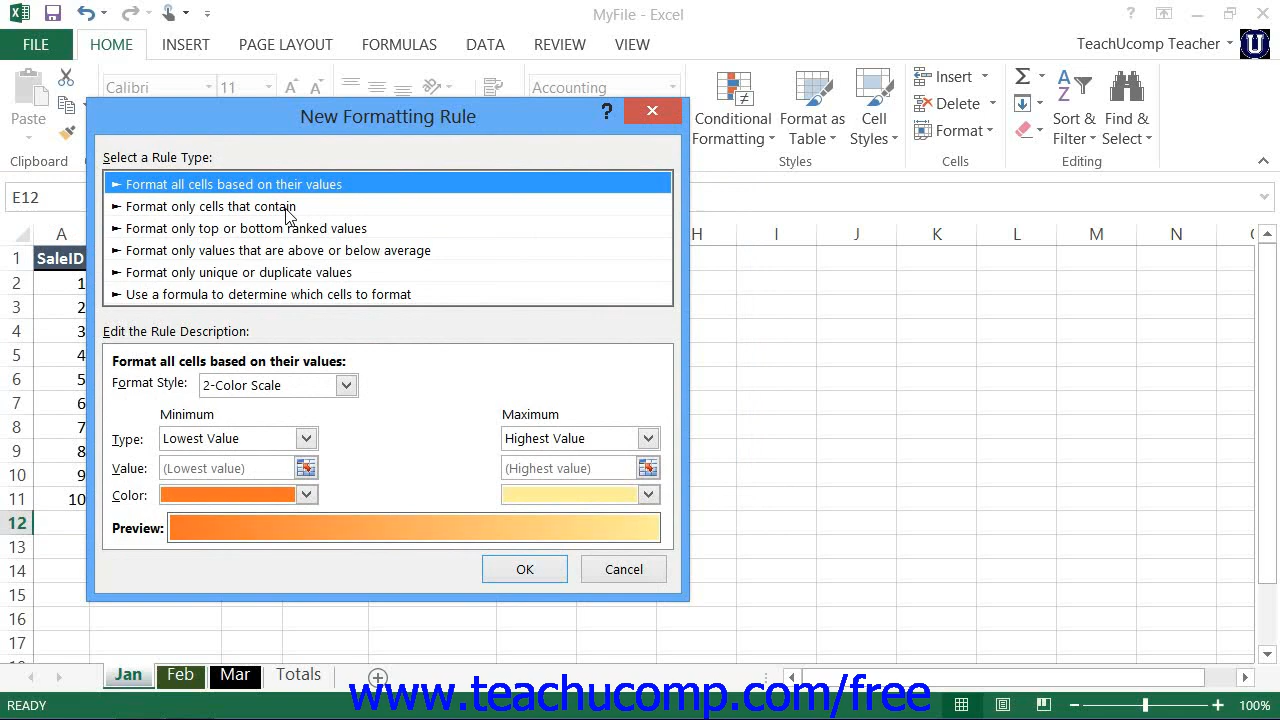 MyFile - Excel
FILE HOME INSERT PAGE LAYOUT FORMULAS DATA REVIEW VIEW TeachUcomp Teacher
Paste
Calibri 11 Accounting
Conditional Formatting
Format as Table
Cell Styles
Insert
Delete
Format
Sort & Filter
Find & Select
Clipboard Styles Cells Editing
E12
New Formatting Rule
Select a Rule Type:
► Format all cells based on their values
► Format only cells that contain
► Format only top or bottom ranked values
► Format only values that are above or below average
► Format only unique or duplicate values
► Use a formula to determine which cells to format
Edit the Rule Description:
Format all cells based on their values:
Format Style: 2-Color Scale
Minimum Maximum
Type: Lowest Value Highest Value
Value: (Lowest value) (Highest value)
Color:
Preview:
OK Cancel
A H I J K L M N
1 SaleID
2 1
3 2
4 3
5 4
6 5
7 6
8 7
9 8
10 9
11 10
12
13
14
15
16
17
Jan Feb Mar Totals
www.teachucomp.com/free
READY 100%